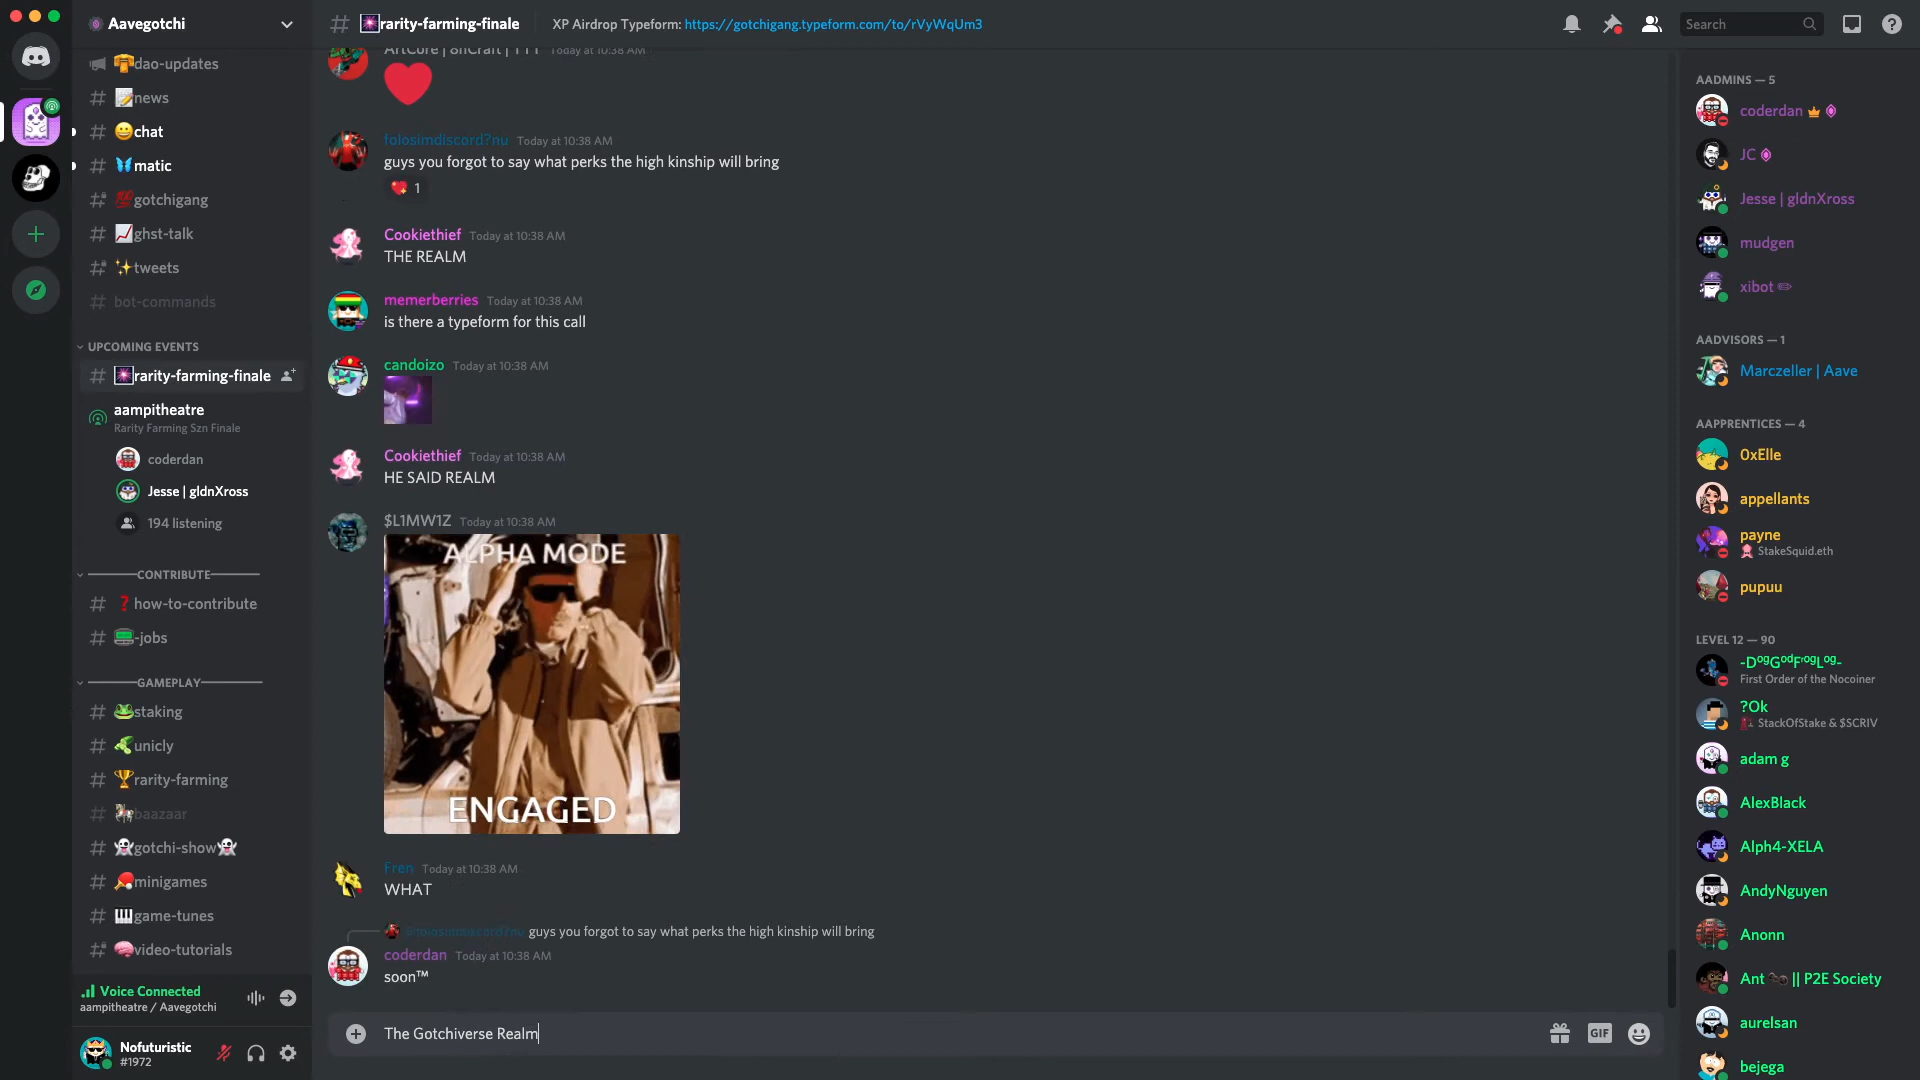 Aavegotchi
dao-updates
news
chat
matic
gotchigang
ghst-talk
tweets
bot-commands
UPCOMING EVENTS
rarity-farming-finale
aampitheatre
Rarity Farming Szn Finale
coderdan
Jesse | gldnXross
194 listening
CONTRIBUTE
how-to-contribute
-jobs
GAMEPLAY
staking
unicly
rarity-farming
baazaar
gotchi-show
minigames
game-tunes
video-tutorials
Voice Connected
aampitheatre / Aavegotchi
Nofuturistic
#1972
rarity-farming-finale XP Airdrop Typeform: https://gotchigang.typeform.com/to/rVyWqUm3
Search
ArtCore | 8nCraft | TTT Today at 10:38 AM
folosimdiscord?nu Today at 10:38 AM
guys you forgot to say what perks the high kinship will bring
1
Cookiethief Today at 10:38 AM
THE REALM
memerberries Today at 10:38 AM
is there a typeform for this call
candoizo Today at 10:38 AM
Cookiethief Today at 10:38 AM
HE SAID REALM
$L1MW1Z Today at 10:38 AM
ALPHA MODE
ENGAGED
Fren Today at 10:38 AM
WHAT
@folosimdiscord?nu guys you forgot to say what perks the high kinship will bring
coderdan Today at 10:38 AM
soon™
The Gotchiverse Realm
GIF
AADMINS — 5
coderdan
JC
Jesse | gldnXross
mudgen
xibot
AADVISORS — 1
Marczeller | Aave
AAPPRENTICES — 4
0xElle
appellants
payne
StakeSquid.eth
pupuu
LEVEL 12 — 90
-DᵒᵍGᵒᵈFʳᵒᵍLᵒᵍ-
First Order of the Nocoiner
?Ok
StackOfStake & $SCRIV
adam g
AlexBlack
Alph4-XELA
AndyNguyen
Anonn
Ant || P2E Society
aurelsan
bejega